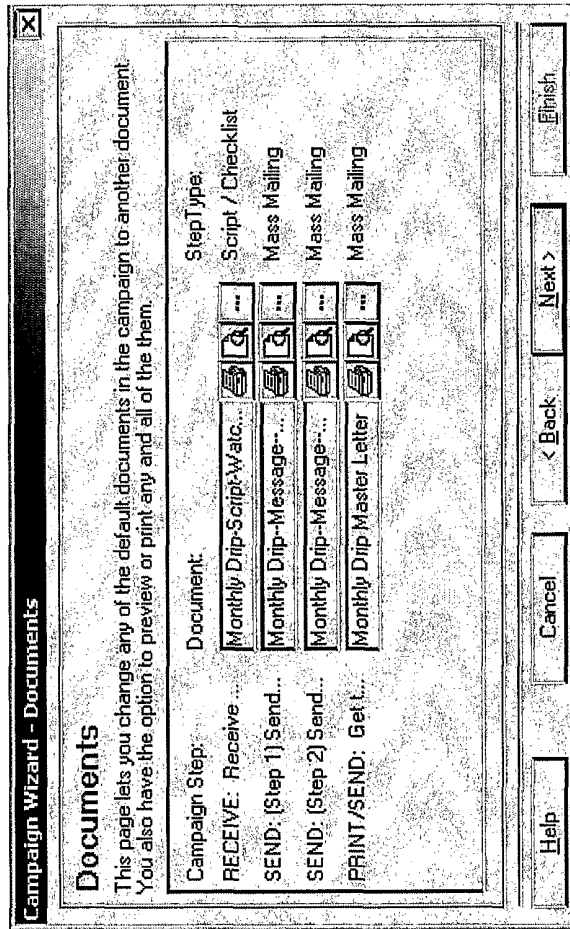 Campaign Wizard - Documents
Documents
This page lets you change any of the default documents in the campaign to another document.
You also have the option to preview or print any and all of the them.
Campaign Step: Document: StepType:
RECEIVE: Receive ... Monthly Drip-Script-Watc... ... Script / Checklist
SEND: (Step 1) Send... Monthly Drip--Message--... ... Mass Mailing
SEND: (Step 2) Send... Monthly Drip--Message--... ... Mass Mailing
PRINT/SEND: Get t... Monthly Drip Master Letter ... Mass Mailing
Help Cancel < Back Next > Finish